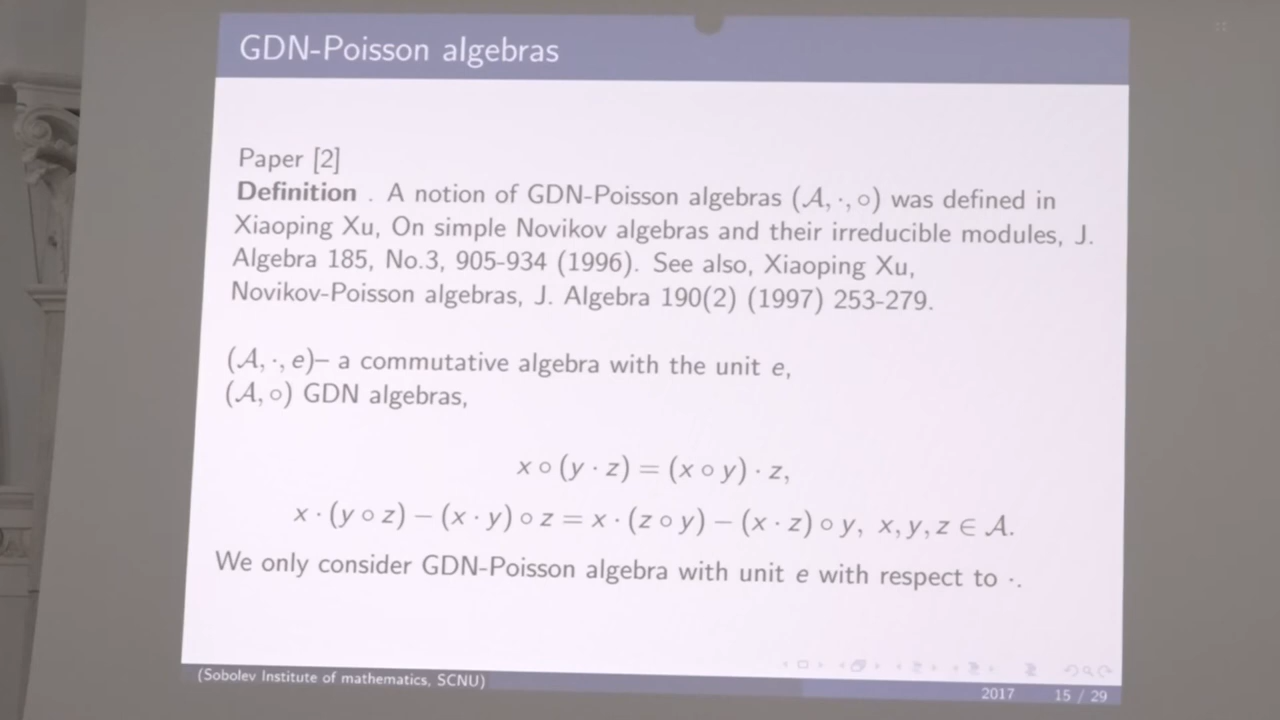 GDN-Poisson algebras
Paper [2]
Definition . A notion of GDN-Poisson algebras (𝒜, ·, ∘) was defined in
Xiaoping Xu, On simple Novikov algebras and their irreducible modules, J.
Algebra 185, No.3, 905-934 (1996). See also, Xiaoping Xu,
Novikov-Poisson algebras, J. Algebra 190(2) (1997) 253-279.
(𝒜, ·, e)– a commutative algebra with the unit e,
(𝒜, ∘) GDN algebras,
x ∘ (y · z) = (x ∘ y) · z,
x · (y ∘ z) − (x · y) ∘ z = x · (z ∘ y) − (x · z) ∘ y, x, y, z ∈ 𝒜.
We only consider GDN-Poisson algebra with unit e with respect to ·.
(Sobolev Institute of mathematics, SCNU)
2017 15 / 29